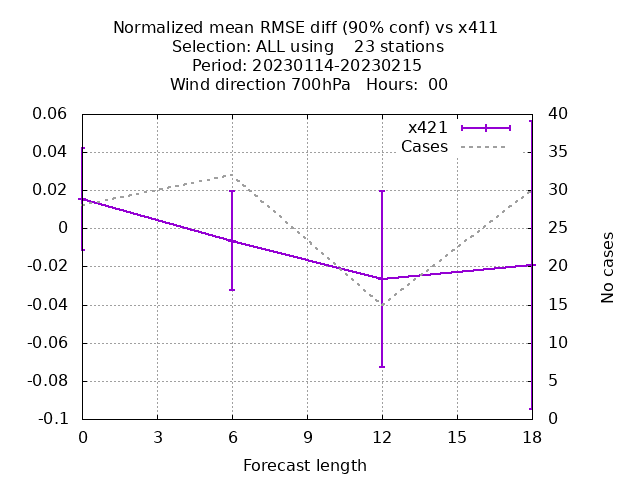 Normalized mean RMSE diff (90% conf) vs x411
Selection: ALL using    23 stations
Period: 20230114-20230215
Wind direction 700hPa   Hours:  00
0.06
0.04
0.02
0
-0.02
-0.04
-0.06
-0.08
-0.1
x421
Cases
40
35
30
25
20
15
10
5
0
No cases
0 3 6 9 12 15 18
Forecast length